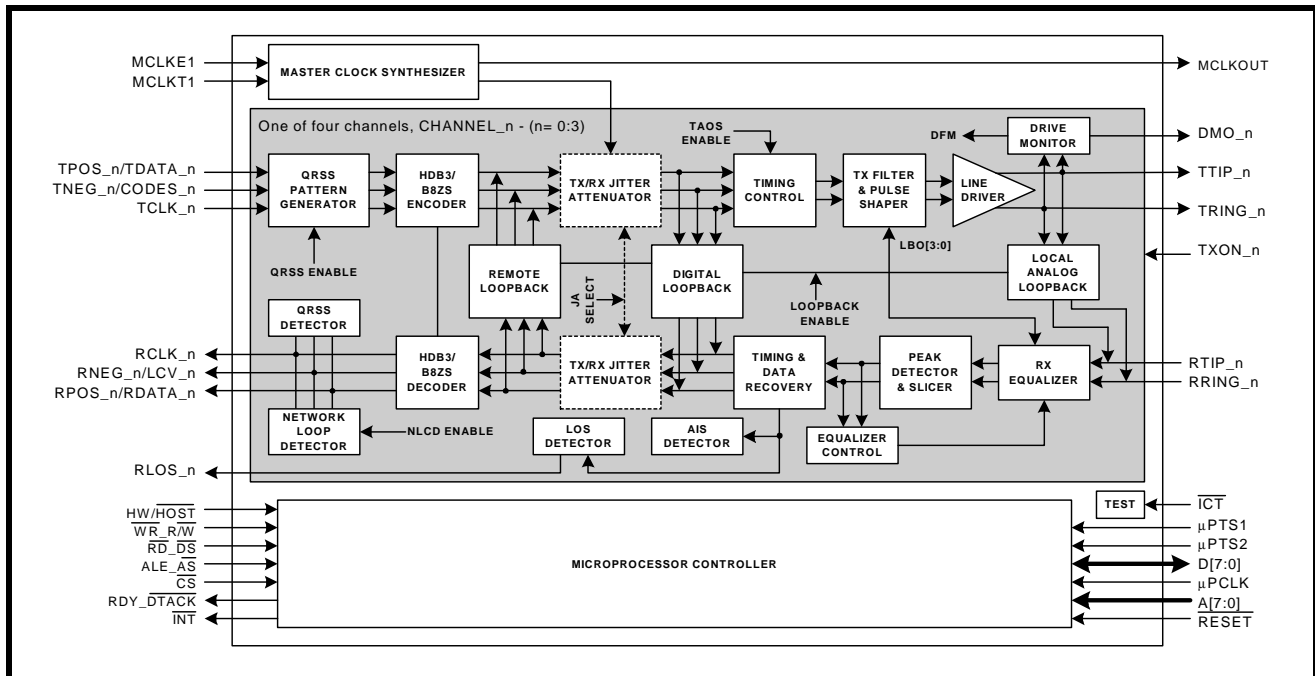 MCLKE1
MCLKT1
MASTER CLOCK SYNTHESIZER
MCLKOUT
One of four channels, CHANNEL_n - (n= 0:3)
TAOS
ENABLE
DFM
DRIVE
MONITOR
DMO_n
TPOS_n/TDATA_n
TNEG_n/CODES_n
TCLK_n
QRSS
PATTERN
GENERATOR
HDB3/
B8ZS
ENCODER
TX/RX JITTER
ATTENUATOR
TIMING
CONTROL
TX FILTER
& PULSE
SHAPER
LINE
DRIVER
TTIP_n
TRING_n
TXON_n
QRSS ENABLE
REMOTE
LOOPBACK
JA
SELECT
DIGITAL
LOOPBACK
LOOPBACK
ENABLE
LBO[3:0]
LOCAL
ANALOG
LOOPBACK
QRSS
DETECTOR
RCLK_n
RNEG_n/LCV_n
RPOS_n/RDATA_n
HDB3/
B8ZS
DECODER
TX/RX JITTER
ATTENUATOR
TIMING &
DATA
RECOVERY
PEAK
DETECTOR
& SLICER
RX
EQUALIZER
RTIP_n
RRING_n
NETWORK
LOOP
DETECTOR
NLCD ENABLE
LOS
DETECTOR
AIS
DETECTOR
EQUALIZER
CONTROL
RLOS_n
HW/HOST
WR_R/W
RD_DS
ALE_AS
CS
RDY_DTACK
INT
MICROPROCESSOR CONTROLLER
TEST
ICT
µPTS1
µPTS2
D[7:0]
µPCLK
A[7:0]
RESET